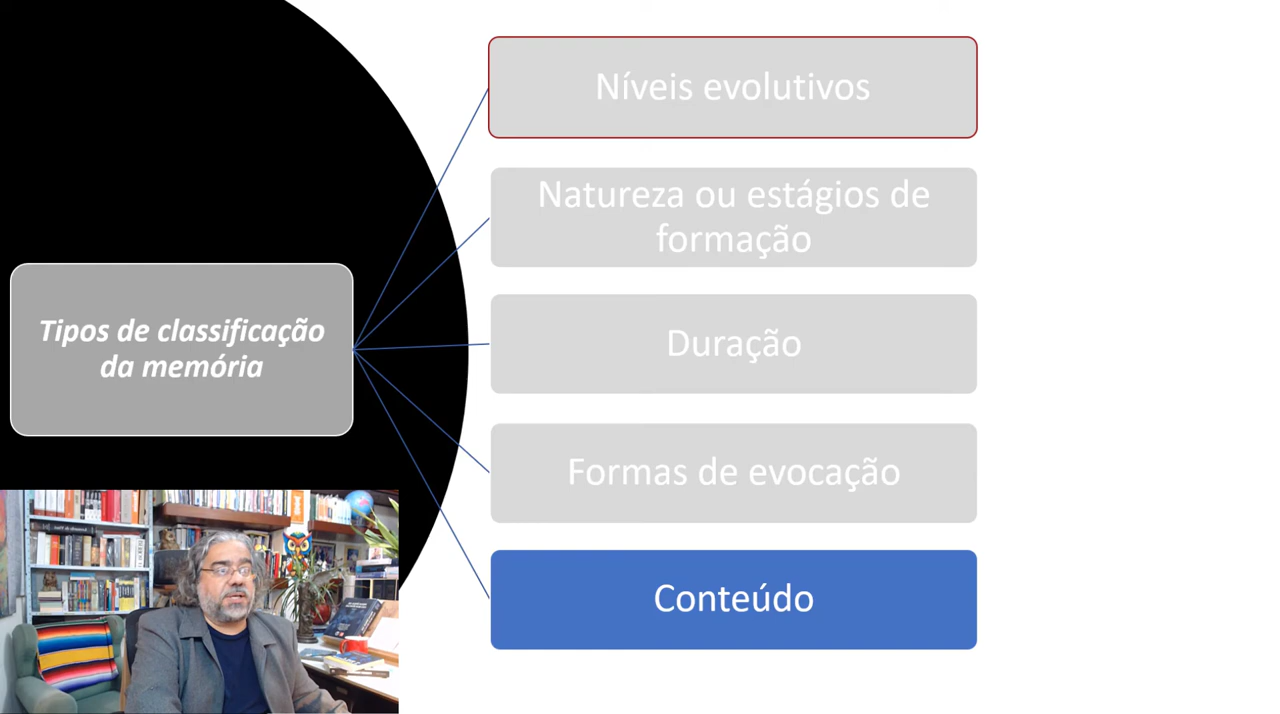 Níveis evolutivos
Natureza ou estágios de
formação
Tipos de classificação
da memória
Duração
Formas de evocação
Conteúdo